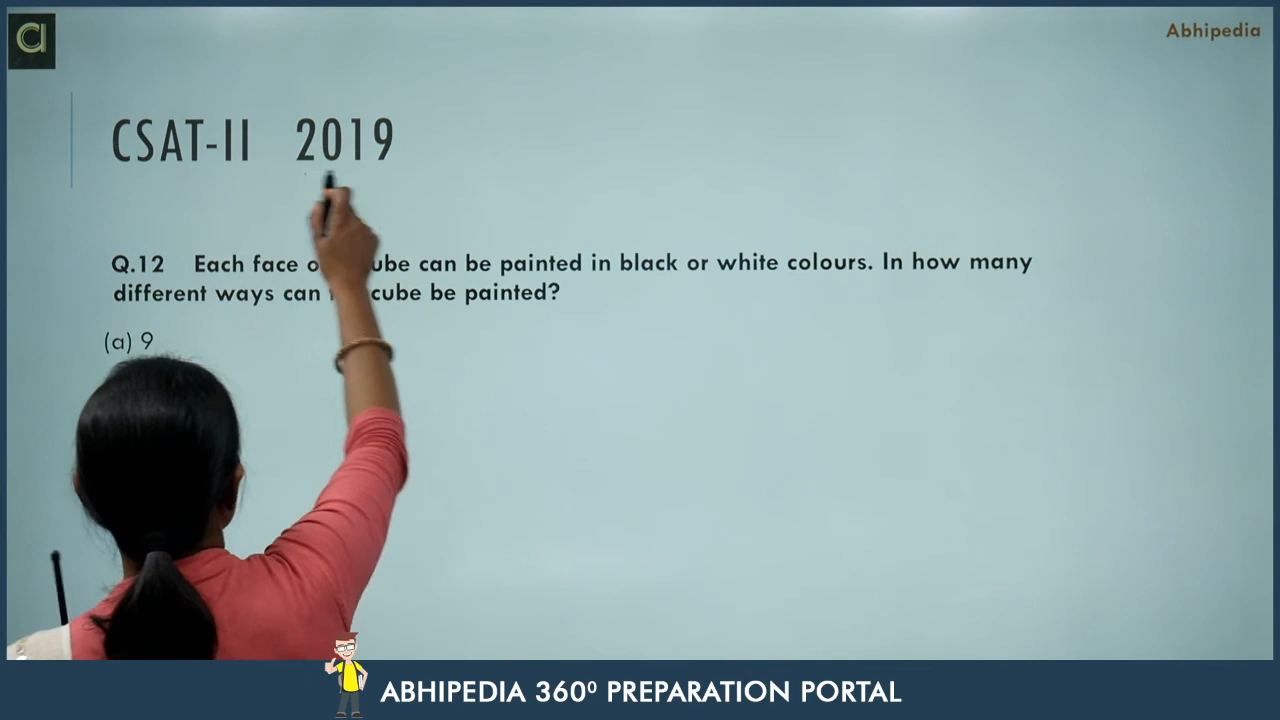 Abhipedia
CSAT-II 2019
Q.12 Each face ube can be painted in black or white colours. In how many
different ways can cube be painted?
(a) 9
ABHIPEDIA 360⁰ PREPARATION PORTAL